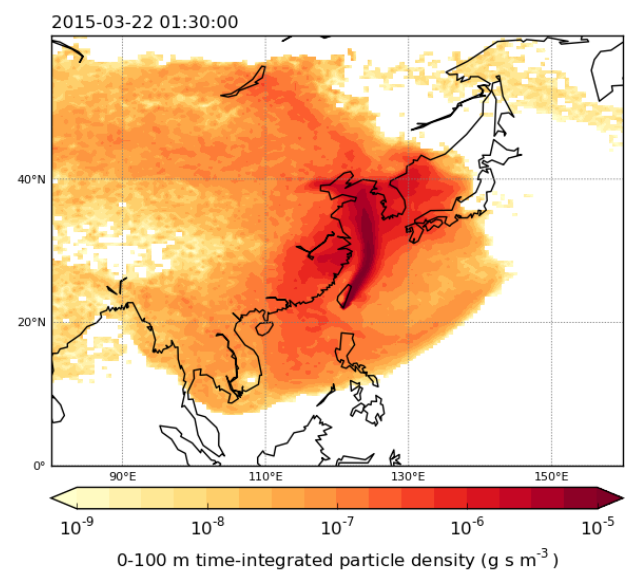 2015-03-22 01:30:00
40°N
20°N
0°
90°E 110°E 130°E 150°E
10⁻⁹ 10⁻⁸ 10⁻⁷ 10⁻⁶ 10⁻⁵
0-100 m time-integrated particle density (g s m⁻³)